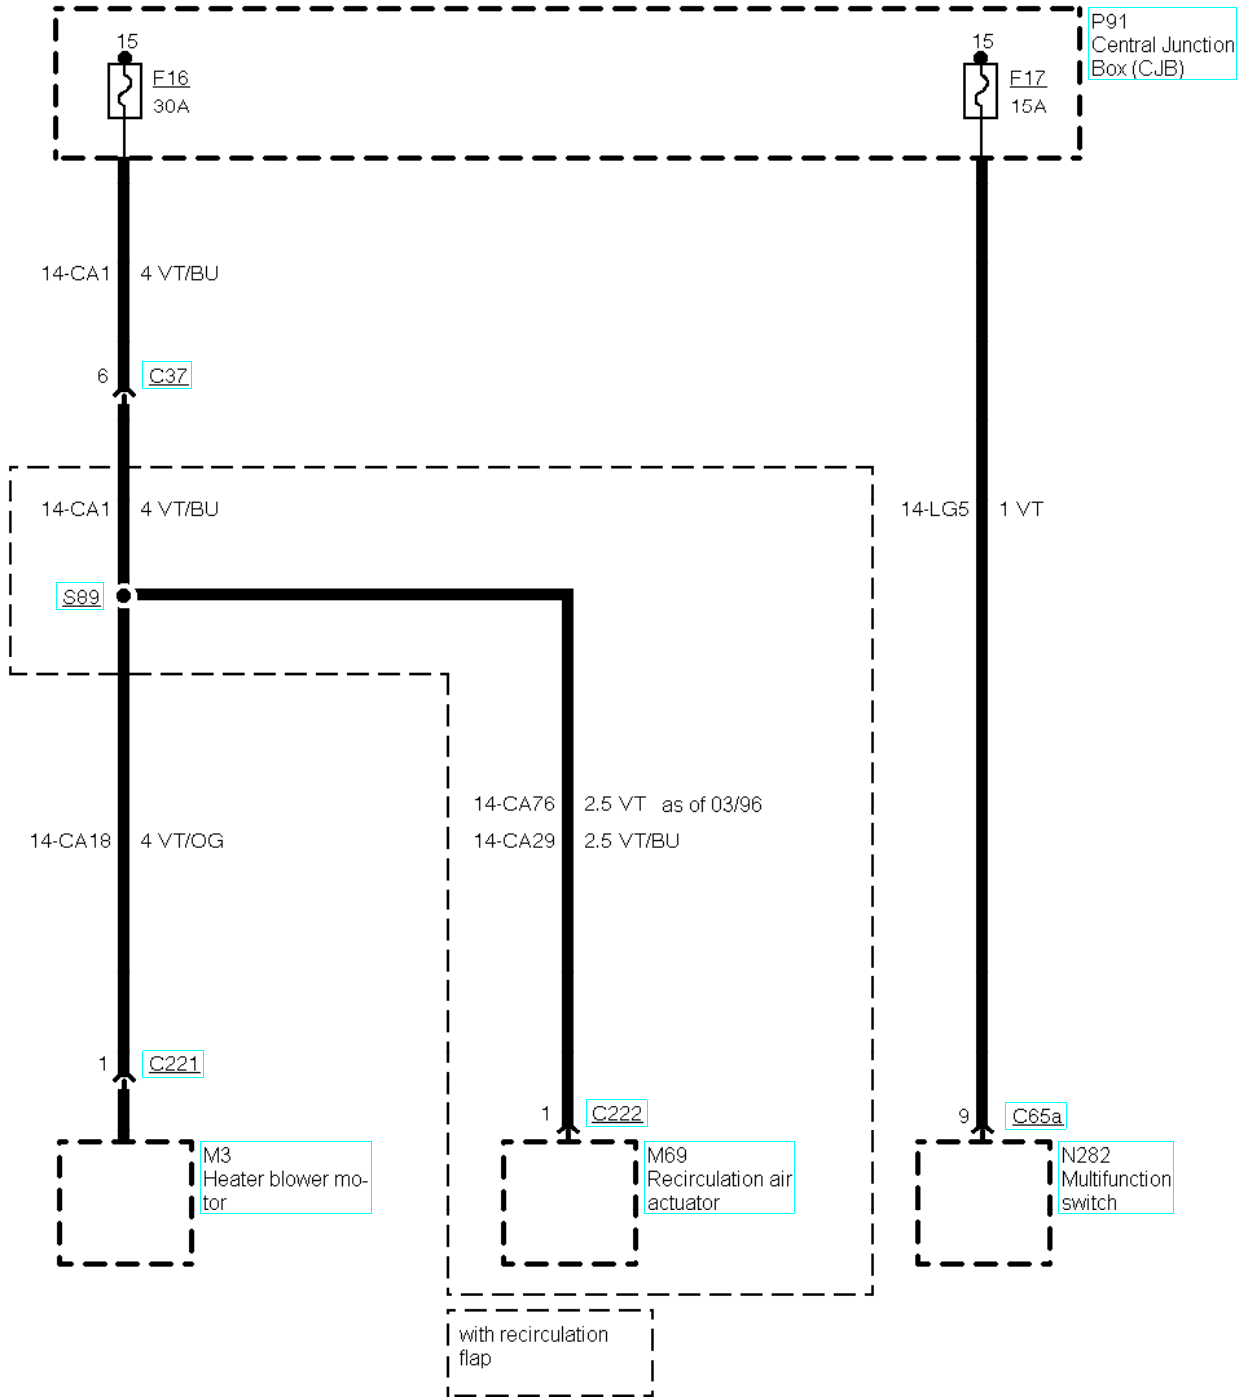 P91
Central Junction
Box (CJB)
15
F16
30A
15
F17
15A
14-CA1 4 VT/BU
6 C37
14-CA1 4 VT/BU
14-LG5 1 VT
S89
14-CA76 2.5 VT as of 03/96
14-CA18 4 VT/OG
14-CA29 2.5 VT/BU
1 C221
1 C222
9 C65a
M3
Heater blower mo-
tor
M69
Recirculation air
actuator
N282
Multifunction
switch
with recirculation
flap